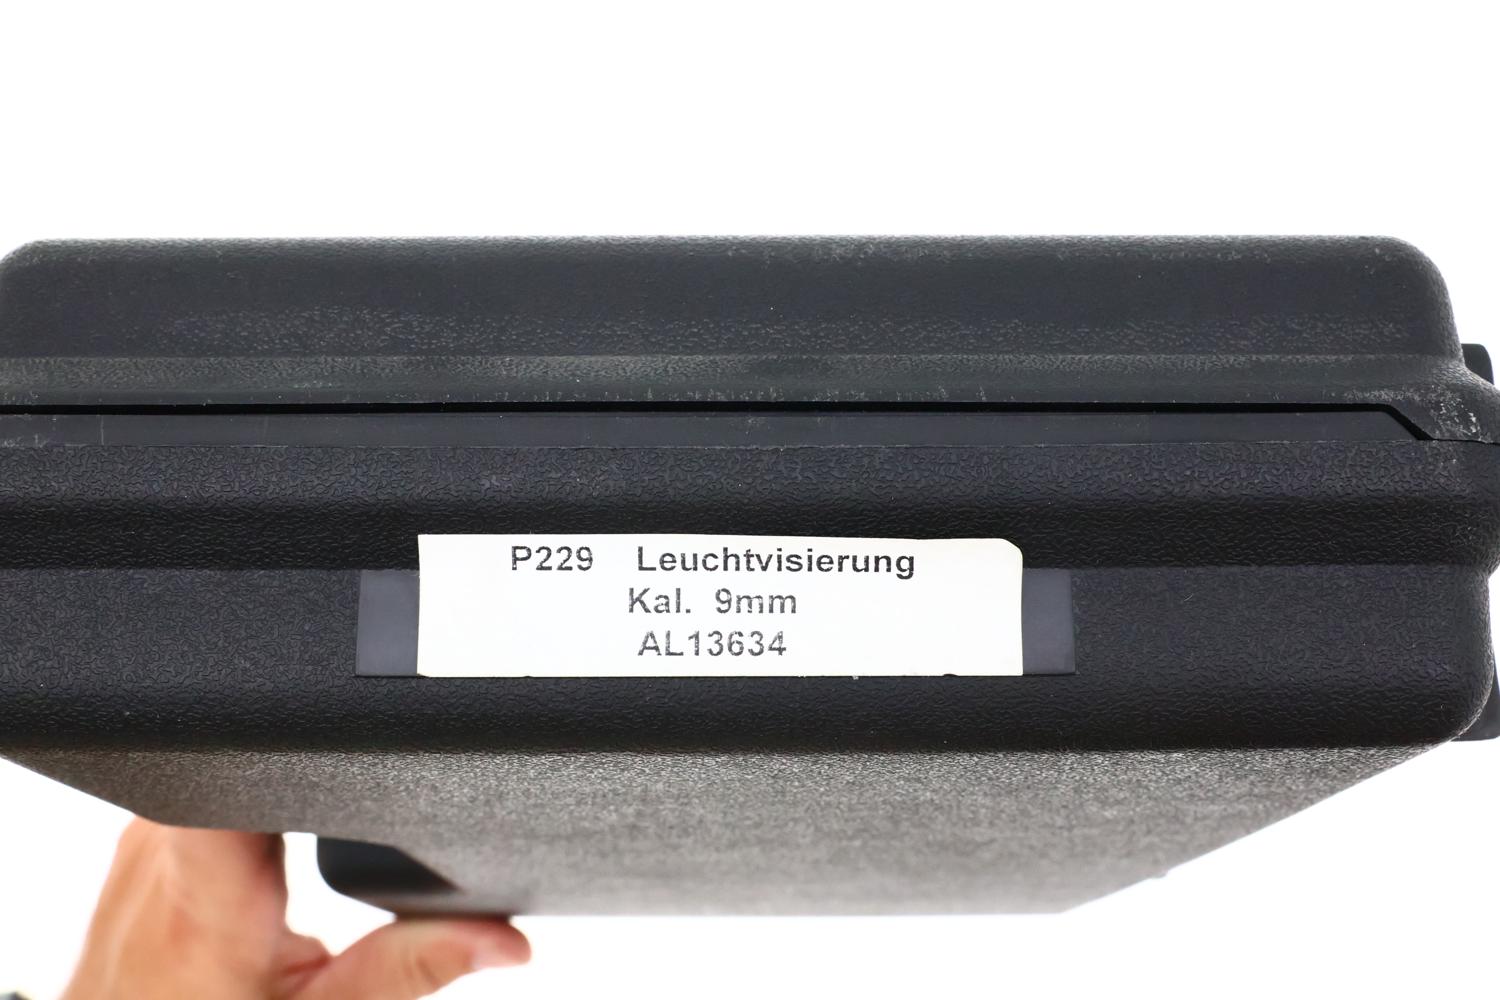 P229 Leuchtvisierung
Kal. 9mm
AL13634